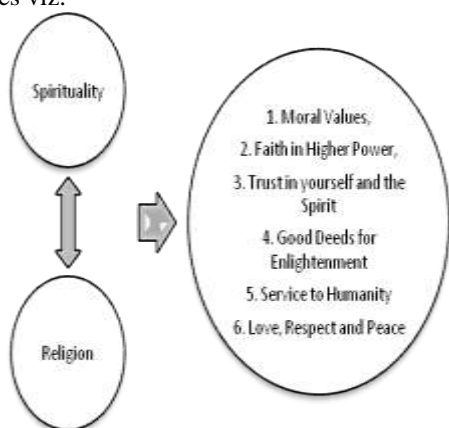 viz.
Spirituality
1. Moral Values,
2. Faith in Higher Power,
3. Trust in yourself and the
Spirit
4. Good Deeds for
Enlightenment
5. Service to Humanity
6. Love, Respect and Peace
Religion